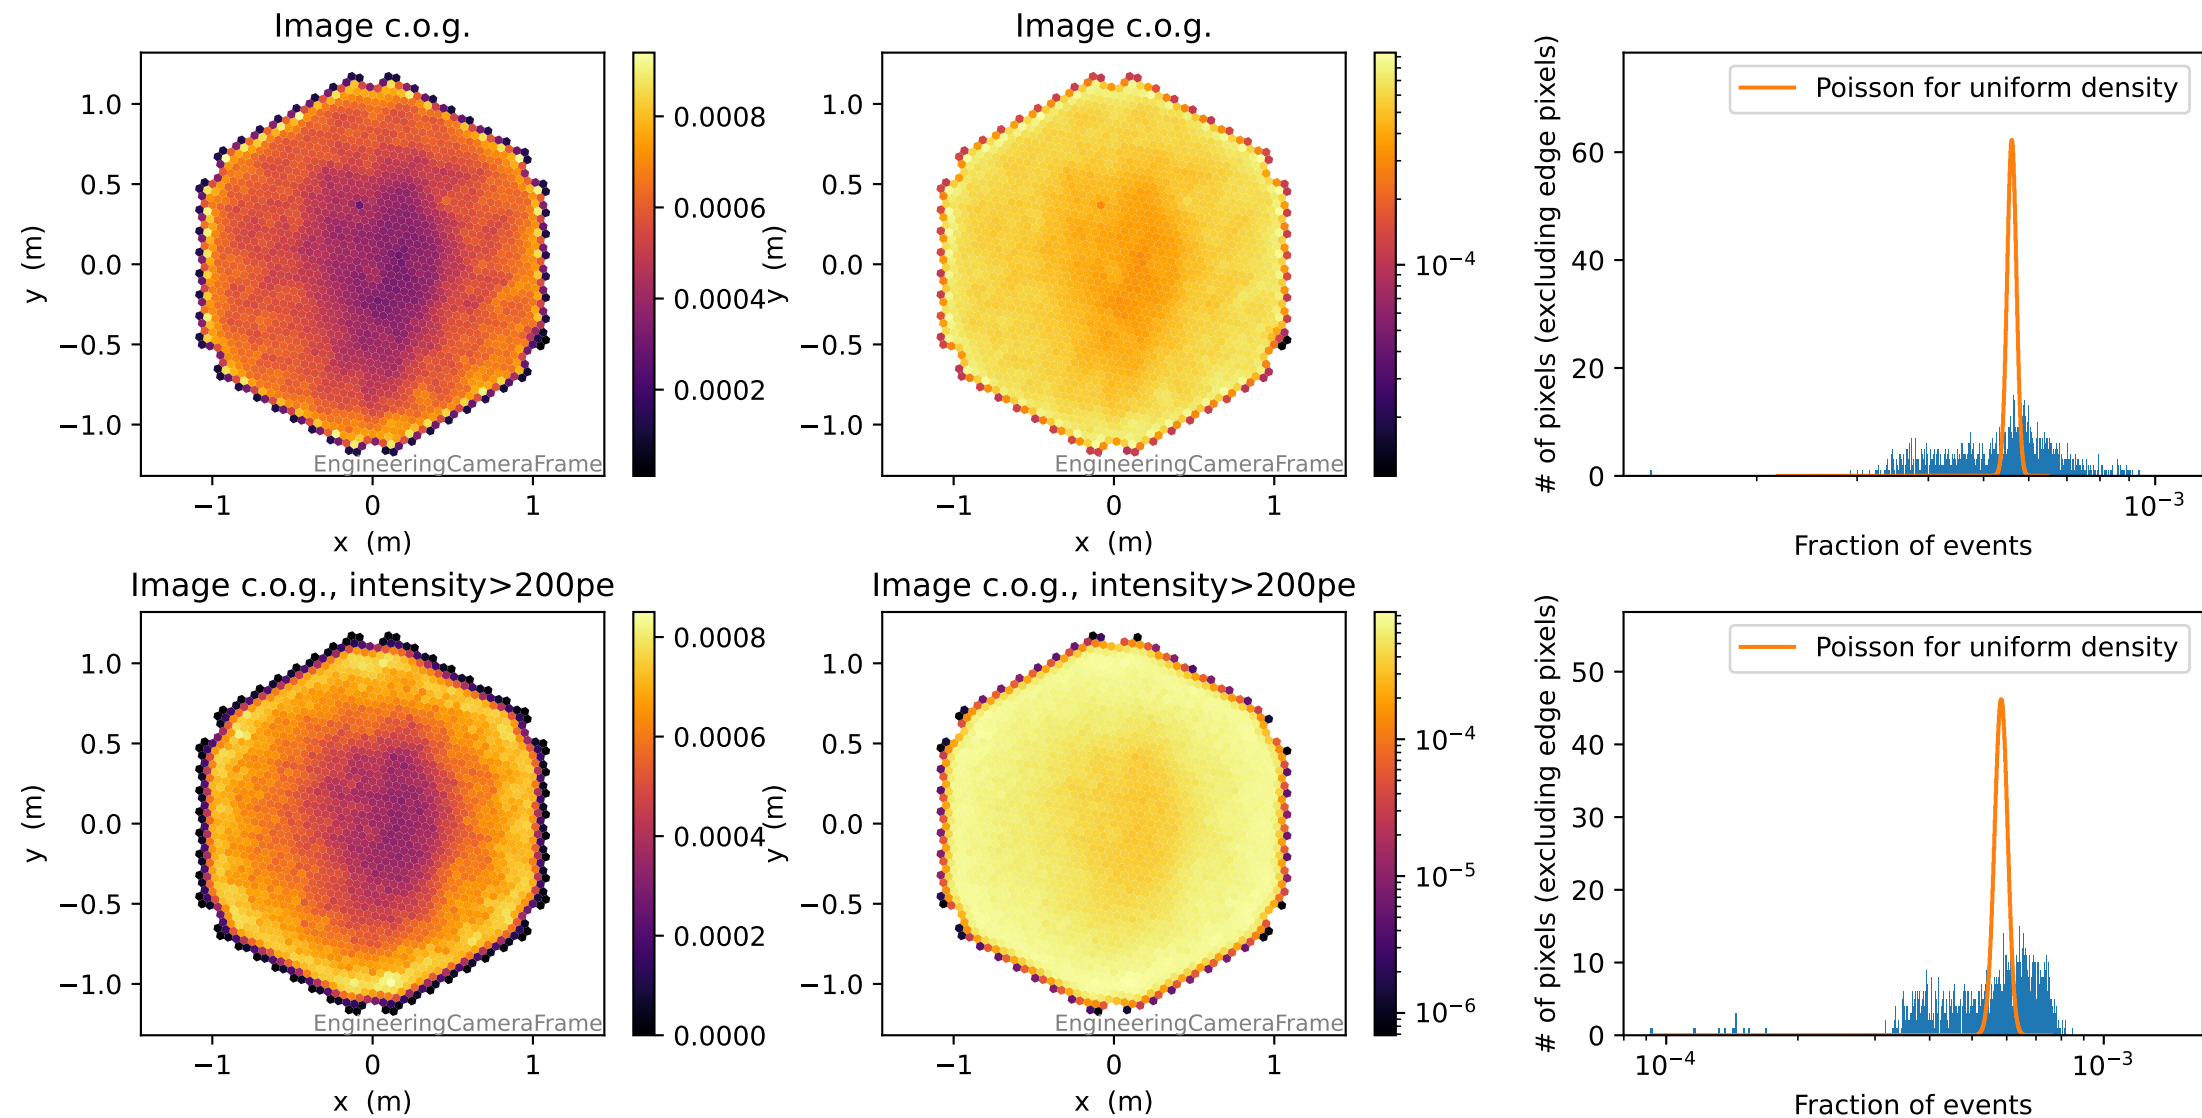 Image c.o.g.
1.0
0.5
0.0
−0.5
−1.0
y (m)
EngineeringCameraFrame
−1 0 1
x (m)
0.0008
0.0006
0.0004
0.0002
Image c.o.g.
1.0
0.5
0.0
−0.5
−1.0
y (m)
EngineeringCameraFrame
−1 0 1
x (m)
10−4
# of pixels (excluding edge pixels)
60
40
20
0
Poisson for uniform density
10−3
Fraction of events
Image c.o.g., intensity>200pe
1.0
0.5
0.0
−0.5
−1.0
y (m)
EngineeringCameraFrame
−1 0 1
x (m)
0.0008
0.0006
0.0004
0.0002
0.0000
Image c.o.g., intensity>200pe
1.0
0.5
0.0
−0.5
−1.0
y (m)
EngineeringCameraFrame
−1 0 1
x (m)
10−4
10−5
10−6
# of pixels (excluding edge pixels)
50
40
30
20
10
0
Poisson for uniform density
10−4 10−3
Fraction of events